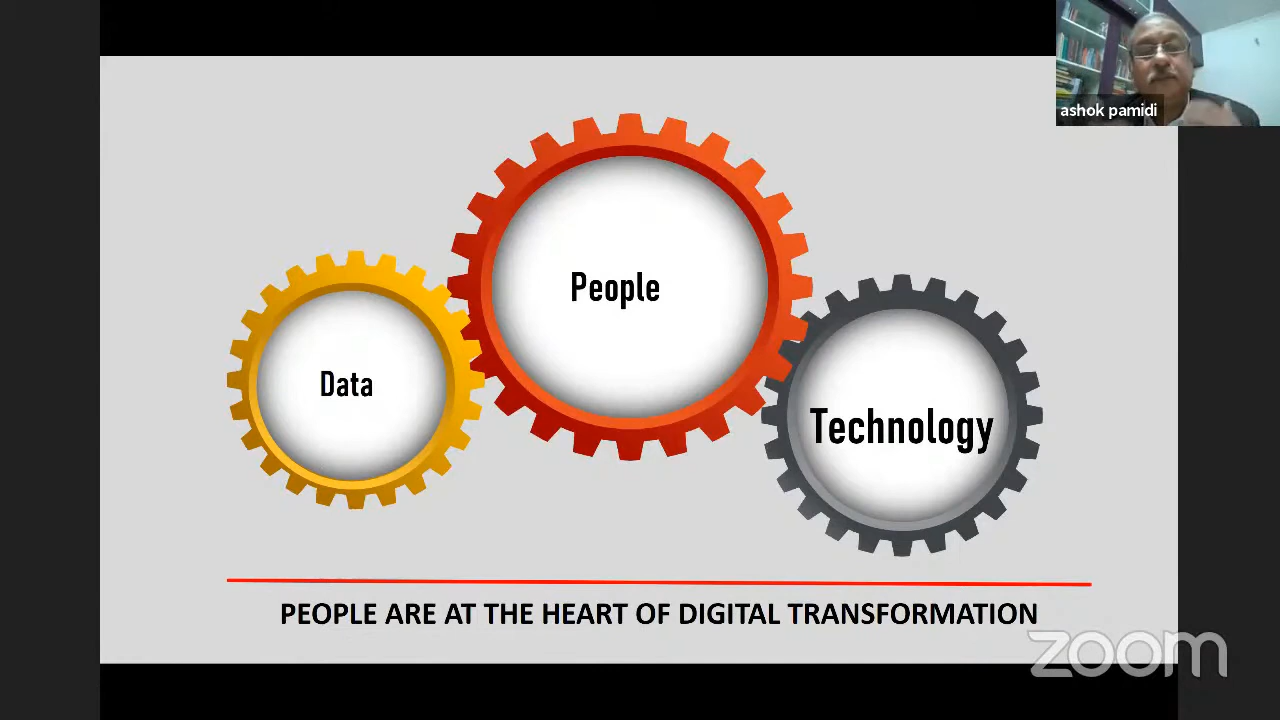 ashok pamidi
People
Data
Technology
PEOPLE ARE AT THE HEART OF DIGITAL TRANSFORMATION
zoom